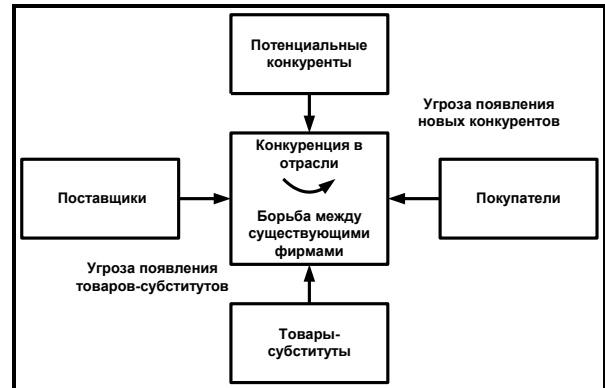 Потенциальные
конкуренты
Угроза появления
новых конкурентов
Конкуренция в
отрасли
Поставщики
Покупатели
Борьба между
существующими
фирмами
Угроза появления
товаров-субститутов
Товары-
субституты